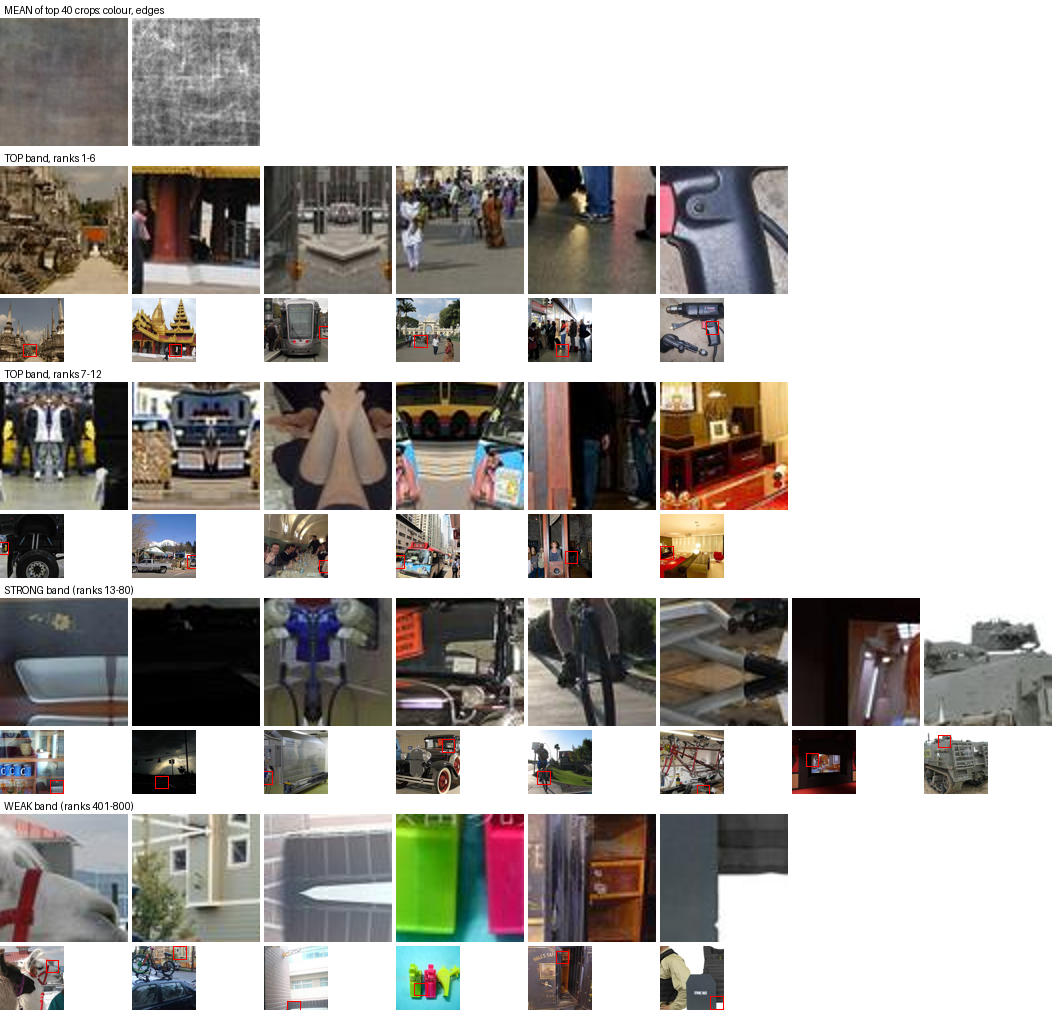 MEAN of top 40 crops: colour, edges
TOP band, ranks 1-6
TOP band, ranks 7-12
STRONG band (ranks 13-80)
WEAK band (ranks 401-800)